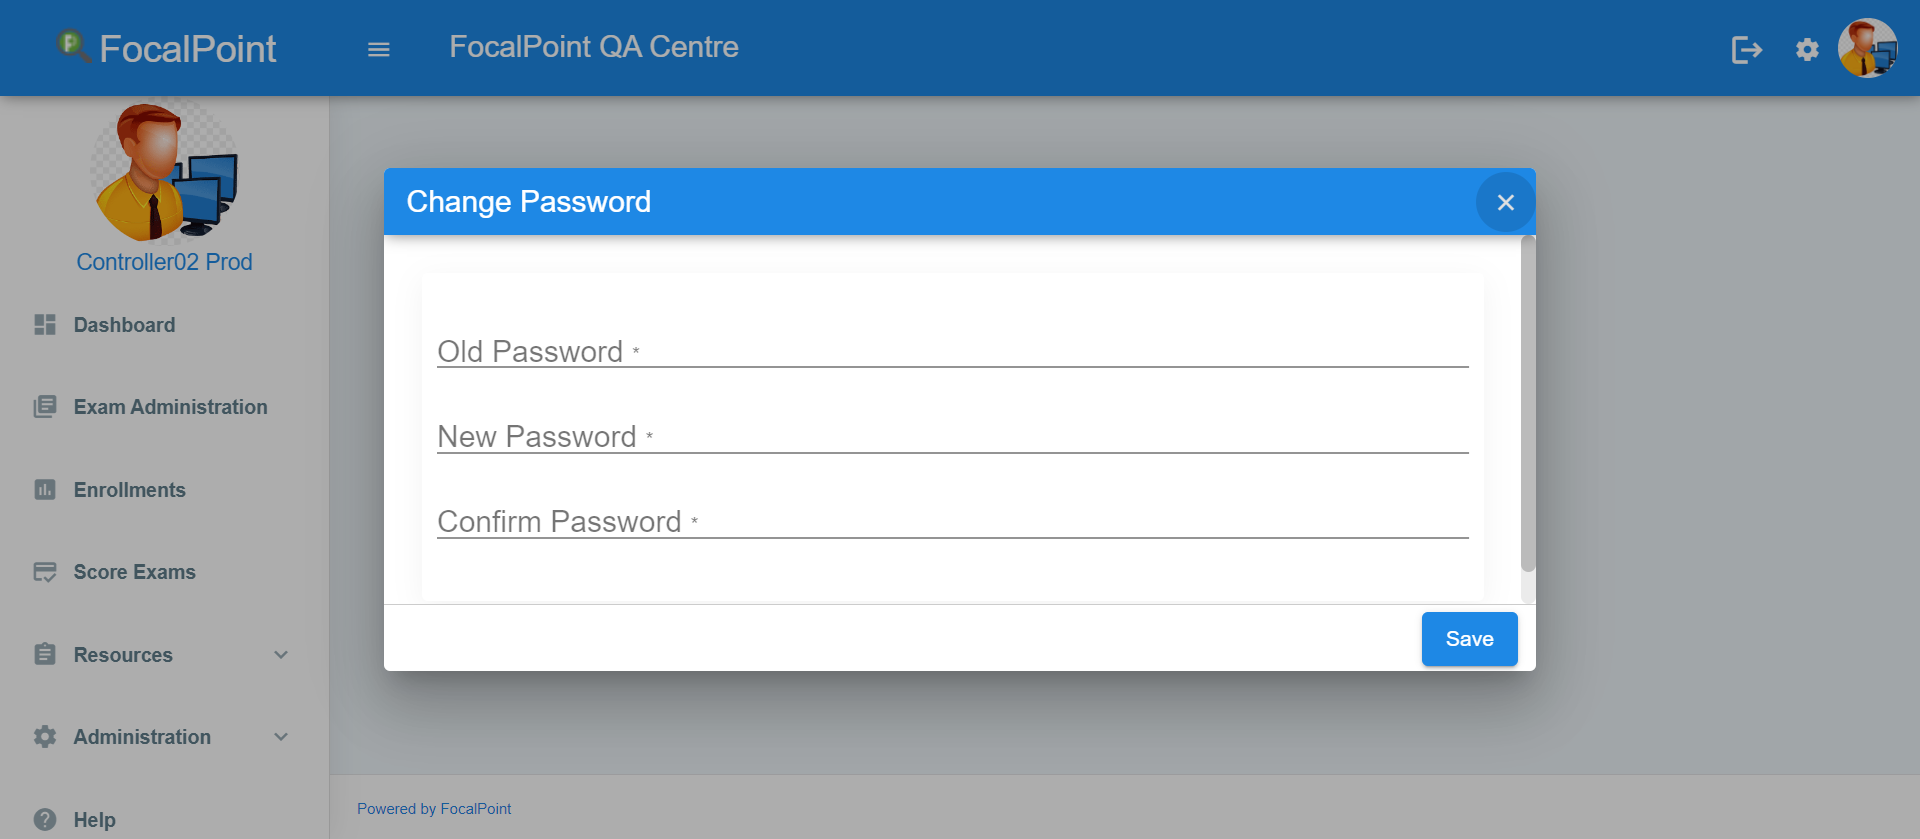 FocalPoint
FocalPoint QA Centre
Controller02 Prod
Dashboard
Exam Administration
Enrollments
Score Exams
Resources
Administration
Help
Change Password
Old Password *
New Password *
Confirm Password *
Save
Powered by FocalPoint